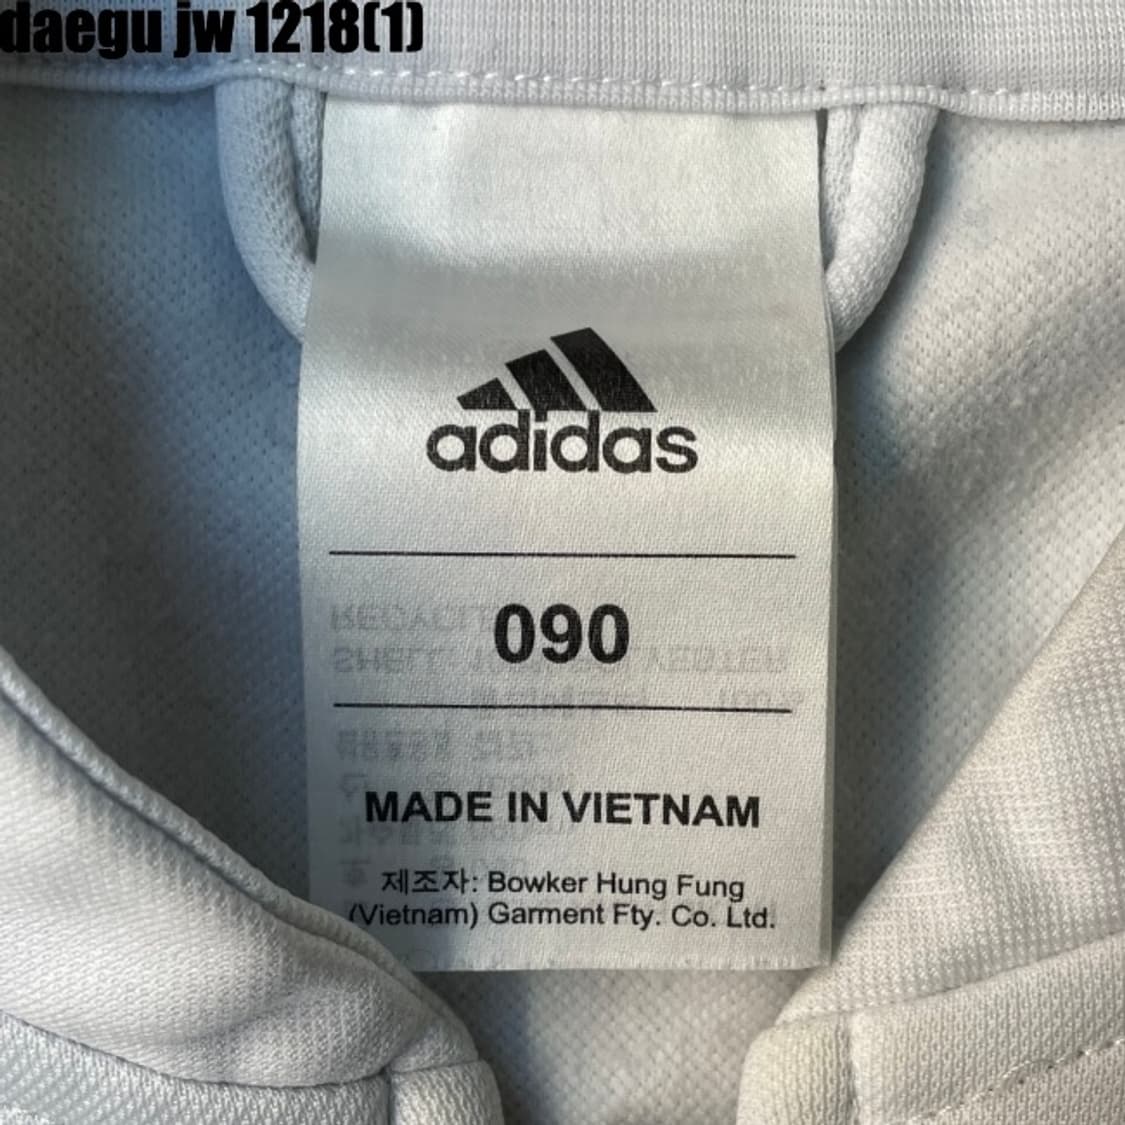 daegu jw 1218(1)
adidas
090
MADE IN VIETNAM
제조자: Bowker Hung Fung
(Vietnam) Garment Fty. Co. Ltd.